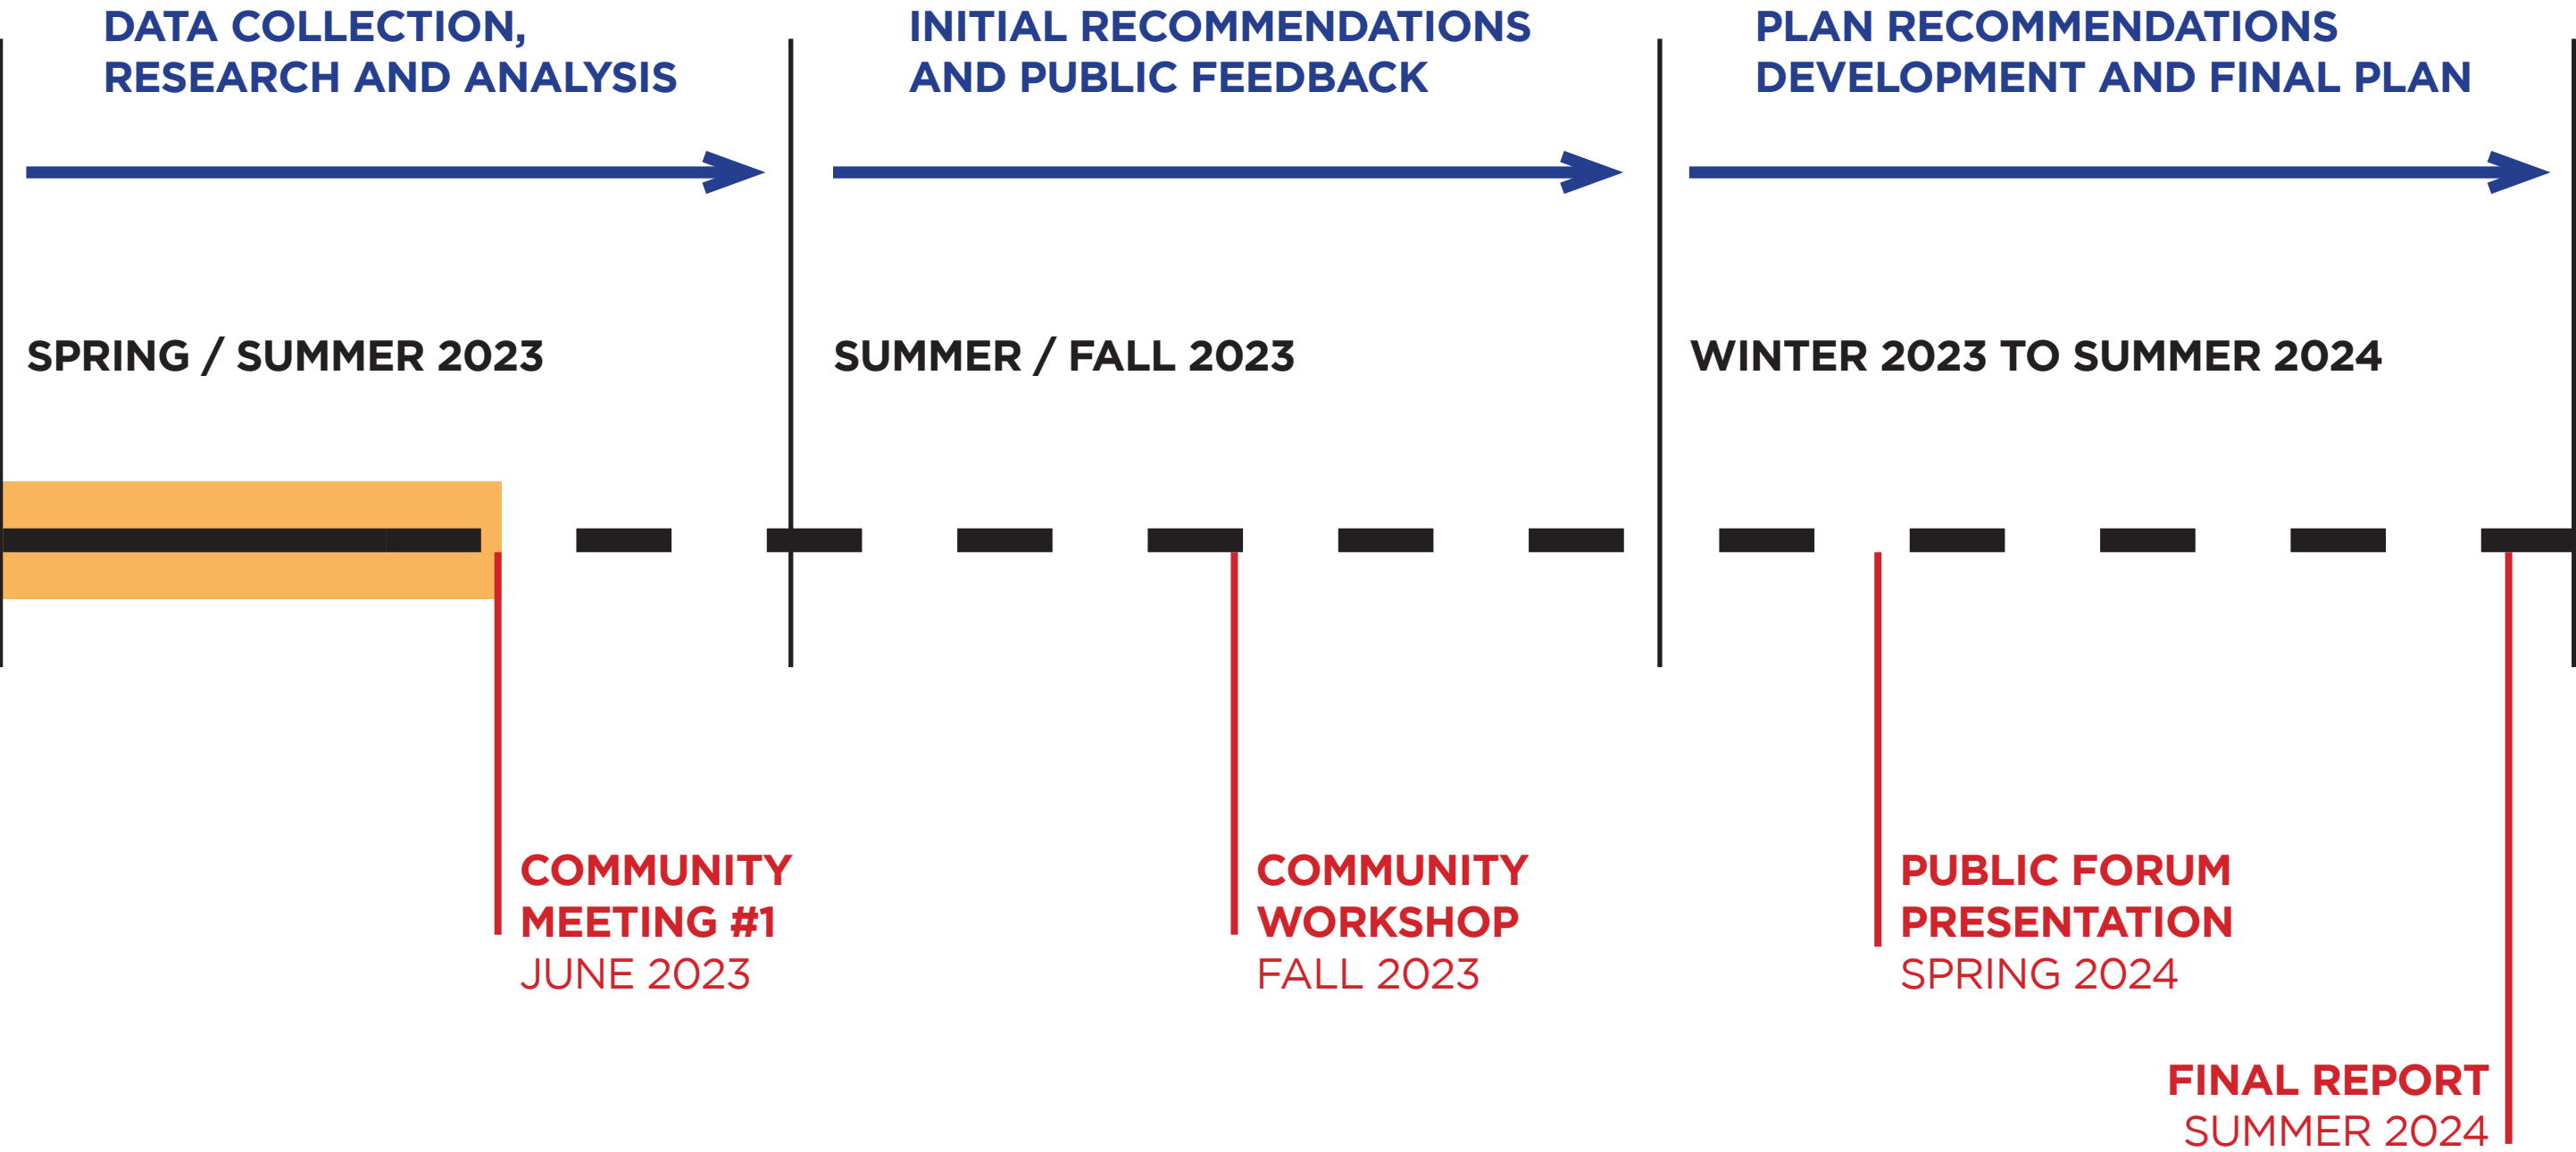 DATA COLLECTION,
RESEARCH AND ANALYSIS
INITIAL RECOMMENDATIONS
AND PUBLIC FEEDBACK
PLAN RECOMMENDATIONS
DEVELOPMENT AND FINAL PLAN
SPRING / SUMMER 2023
SUMMER / FALL 2023
WINTER 2023 TO SUMMER 2024
COMMUNITY
MEETING #1
JUNE 2023
COMMUNITY
WORKSHOP
FALL 2023
PUBLIC FORUM
PRESENTATION
SPRING 2024
FINAL REPORT
SUMMER 2024